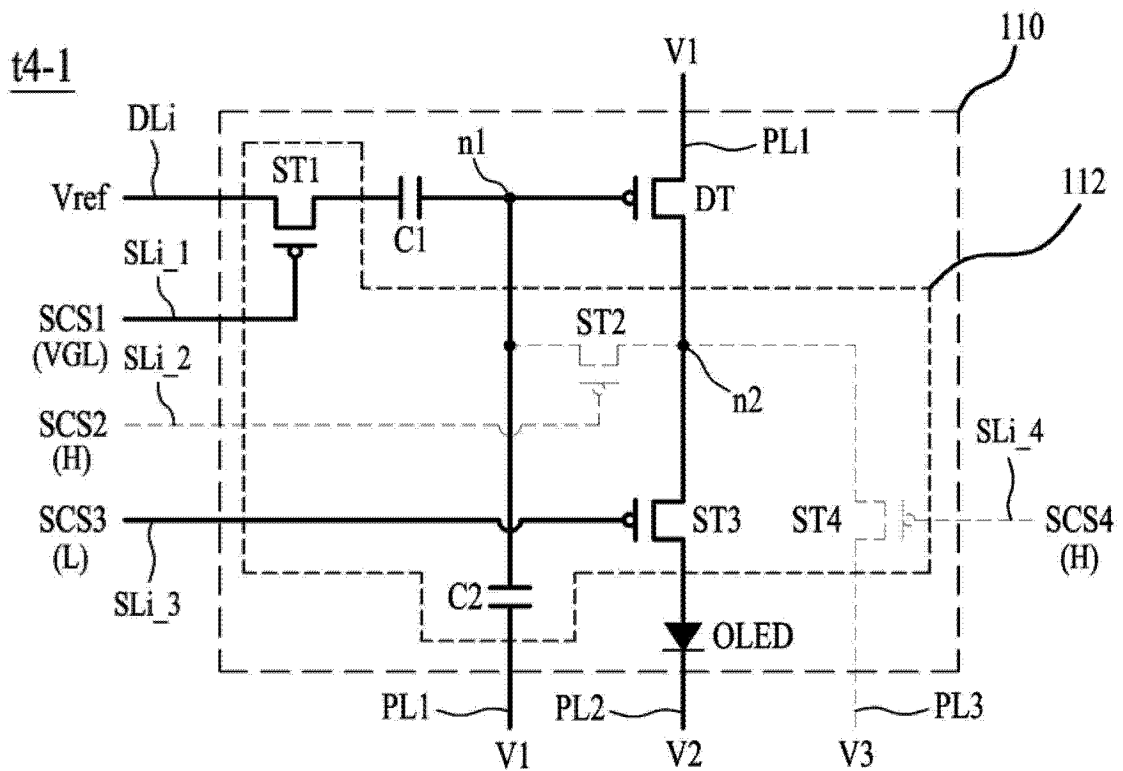 t4-1
110
V1
DLi
PL1
n1
ST1
112
Vref
DT
C1
SLi_1
SCS1
(VGL)
ST2
SLi_2
n2
SCS2
(H)
SLi_4
SCS3
(L)
ST3
ST4
SCS4
(H)
SLi_3
C2
OLED
PL1
PL2
PL3
V1
V2
V3